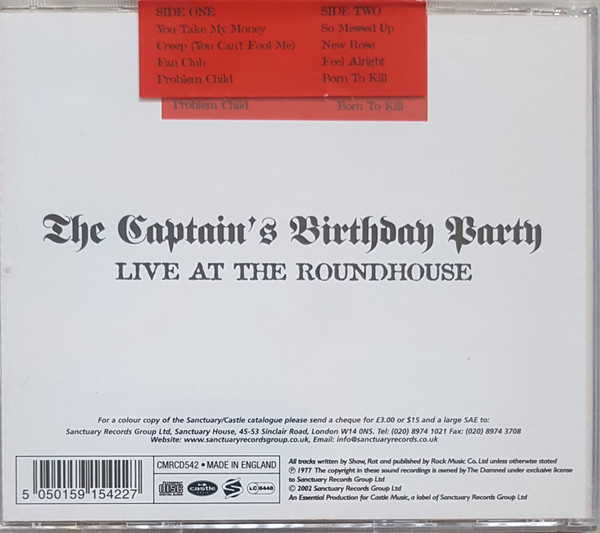 SIDE ONE
You Take My Money
Creep (You Can't Fool Me)
Fan Club
Problem Child
SIDE TWO
So Messed Up
New Rose
Feel Alright
Born To Kill
Problem Child
Born To Kill
The Captain's Birthday Party
LIVE AT THE ROUNDHOUSE
For a colour copy of the Sanctuary/Castle catalogue please send a cheque for £3.00 or $15 and a large SAE to:
Sanctuary Records Group Ltd, Sanctuary House, 45-53 Sinclair Road, London W14 0NS. Tel: (020) 8974 1021 Fax: (020) 8974 3708
Website: www.sanctuaryrecordsgroup.co.uk, Email: info@sanctuaryrecords.co.uk
5 050159 154227
CMRCD542 • MADE IN ENGLAND
COMPACT disc DIGITAL AUDIO
castle
S
LC 6448
All tracks written by Shaw, Rat and published by Rock Music Co. Ltd unless otherwise stated
℗ 1977 The copyright in these sound recordings is owned by The Damned under exclusive license
to Sanctuary Records Group Ltd
© 2002 Sanctuary Records Group Ltd
An Essential Production for Castle Music, a label of Sanctuary Records Group Ltd